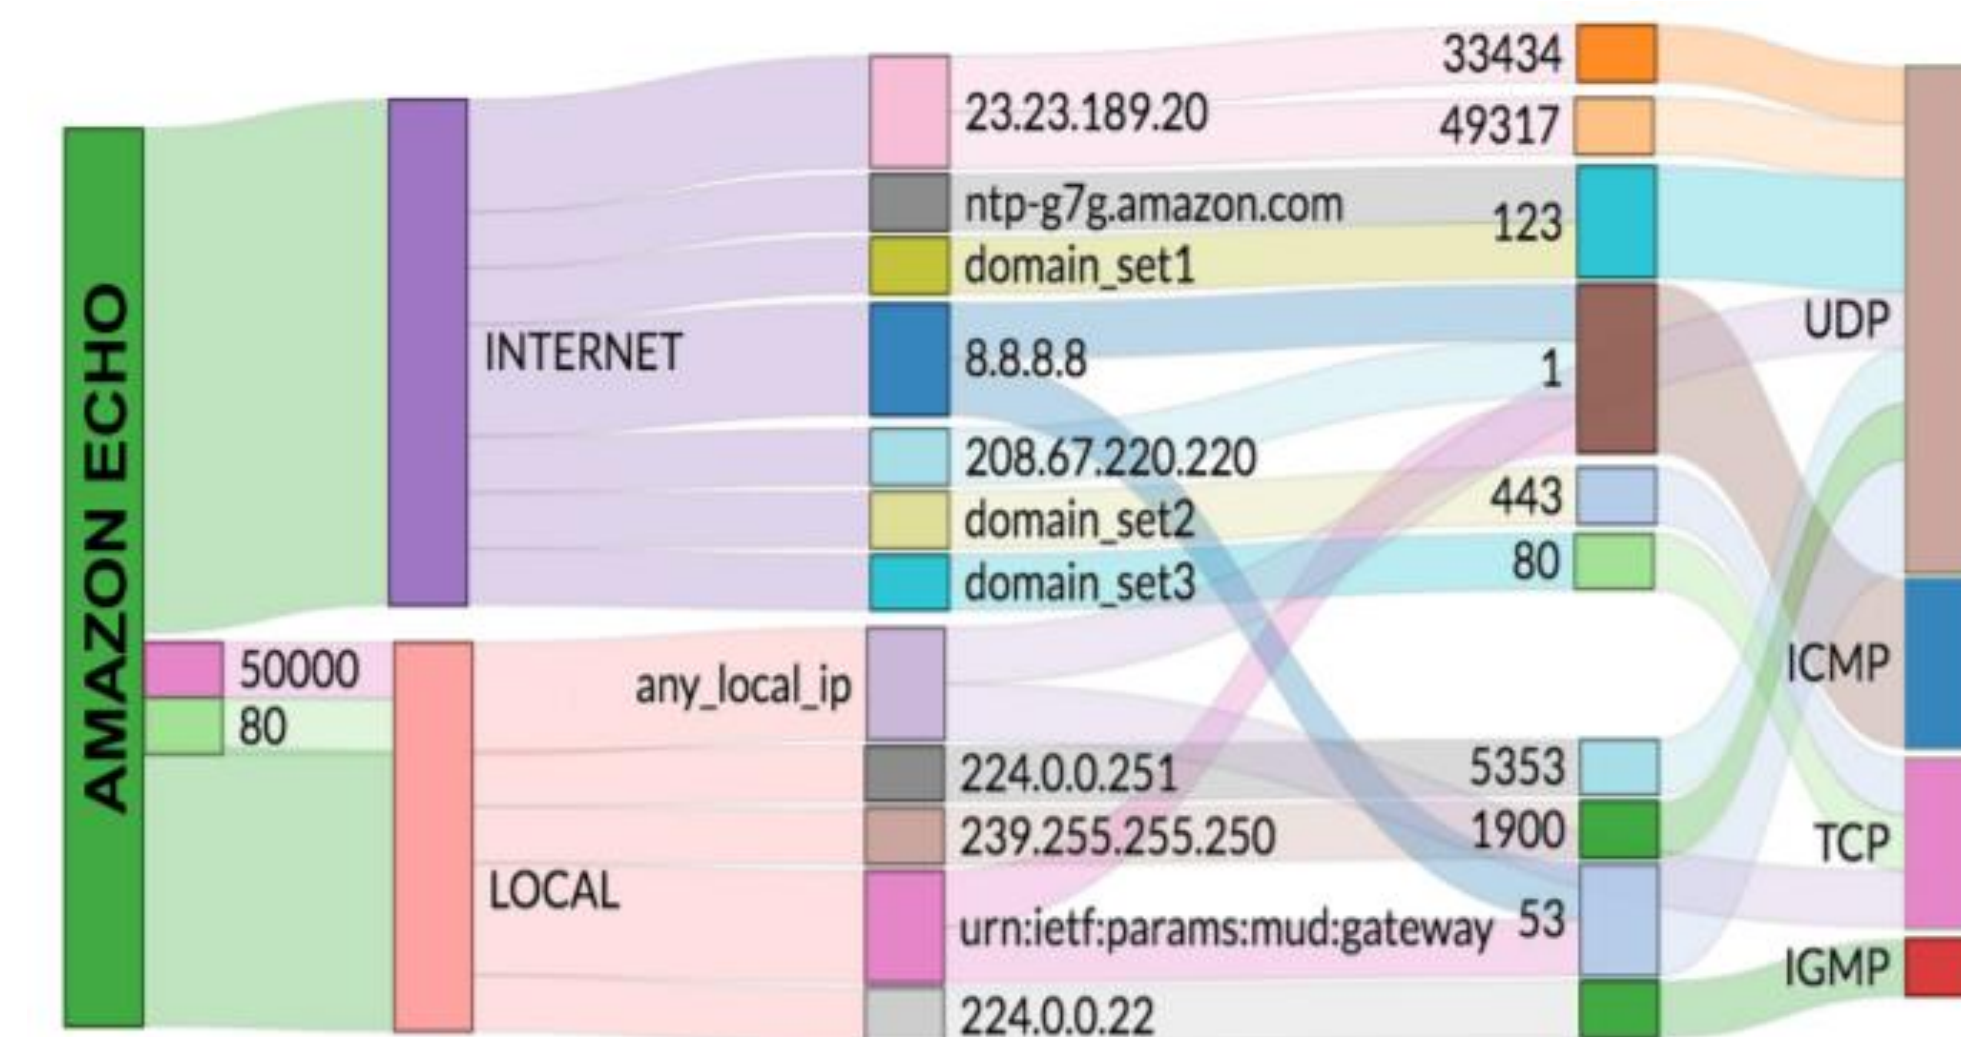 AMAZON ECHO
INTERNET
50000
80
LOCAL
23.23.189.20
ntp-g7g.amazon.com
domain_set1
8.8.8.8
208.67.220.220
domain_set2
domain_set3
any_local_ip
224.0.0.251
239.255.255.250
urn:ietf:params:mud:gateway
224.0.0.22
33434
49317
123
1
443
80
5353
1900
53
UDP
ICMP
TCP
IGMP